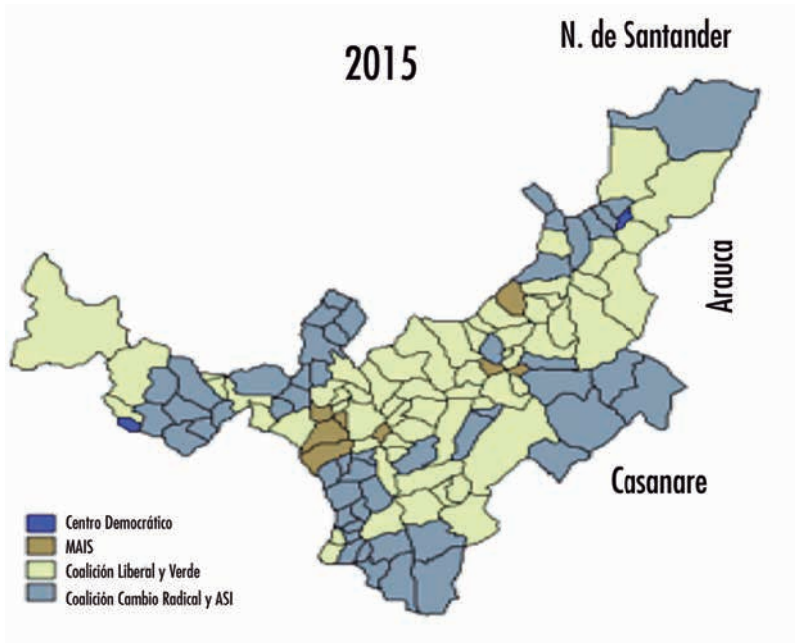 N. de Santander
2015
Arauca
Casanare
Centro Democrático
MAIS
Coalición Liberal y Verde
Coalición Cambio Radical y ASI